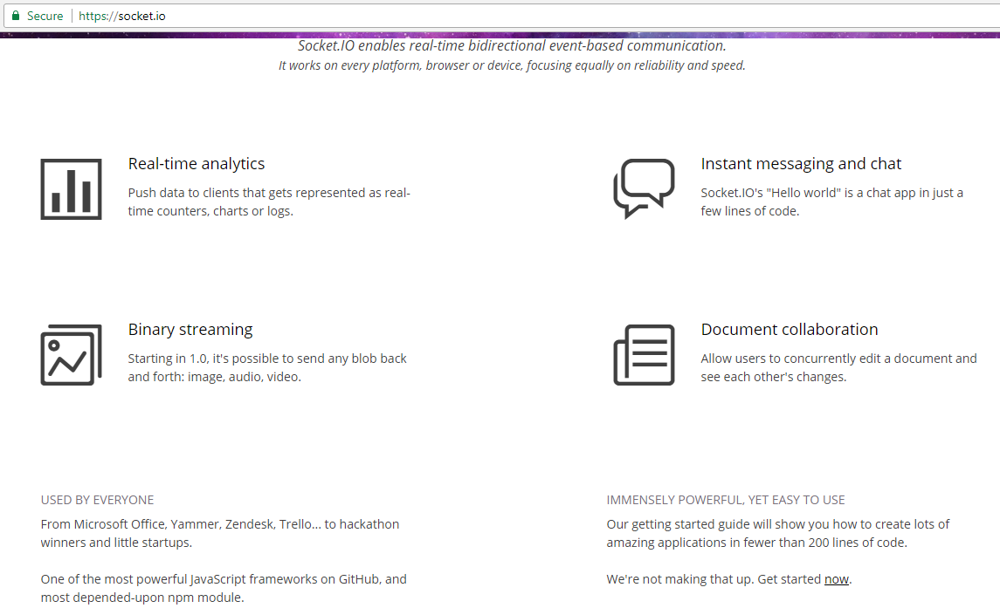 Secure https://socket.io
Socket.IO enables real-time bidirectional event-based communication.
It works on every platform, browser or device, focusing equally on reliability and speed.
Real-time analytics
Push data to clients that gets represented as real-
time counters, charts or logs.
Instant messaging and chat
Socket.IO's "Hello world" is a chat app in just a
few lines of code.
Binary streaming
Starting in 1.0, it's possible to send any blob back
and forth: image, audio, video.
Document collaboration
Allow users to concurrently edit a document and
see each other's changes.
USED BY EVERYONE
From Microsoft Office, Yammer, Zendesk, Trello... to hackathon
winners and little startups.
One of the most powerful JavaScript frameworks on GitHub, and
most depended-upon npm module.
IMMENSELY POWERFUL, YET EASY TO USE
Our getting started guide will show you how to create lots of
amazing applications in fewer than 200 lines of code.
We're not making that up. Get started now.